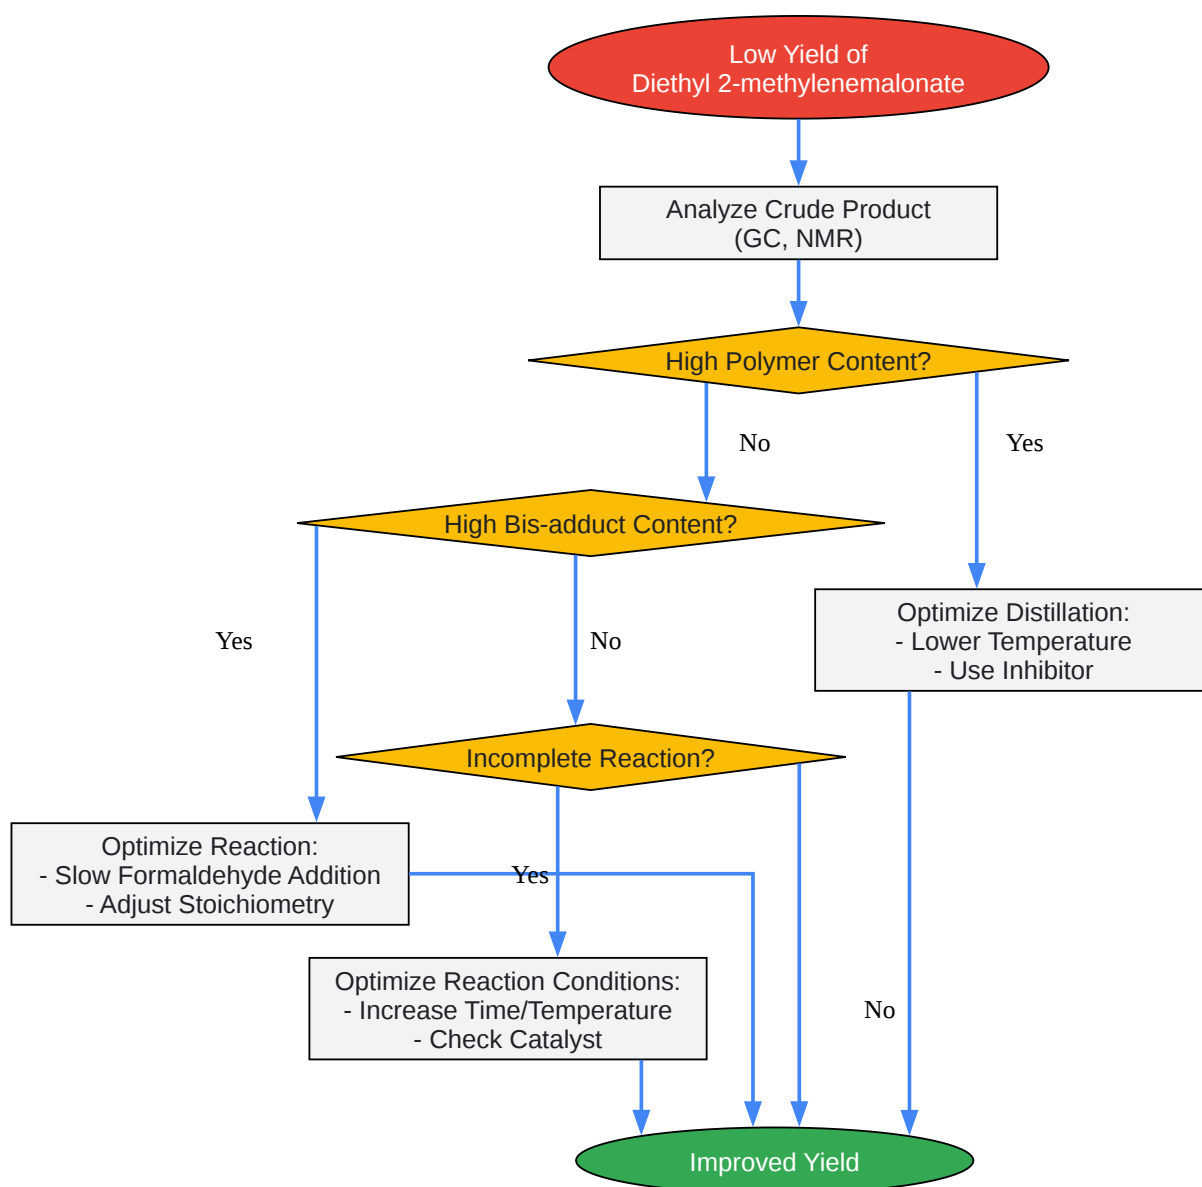 Low Yield of
Diethyl 2-methylenemalonate
Analyze Crude Product
(GC, NMR)
High Polymer Content?
No
Yes
High Bis-adduct Content?
Optimize Distillation:
- Lower Temperature
- Use Inhibitor
Yes
No
Incomplete Reaction?
Optimize Reaction:
- Slow Formaldehyde Addition
- Adjust Stoichiometry
Yes
Optimize Reaction Conditions:
- Increase Time/Temperature
- Check Catalyst
No
Improved Yield